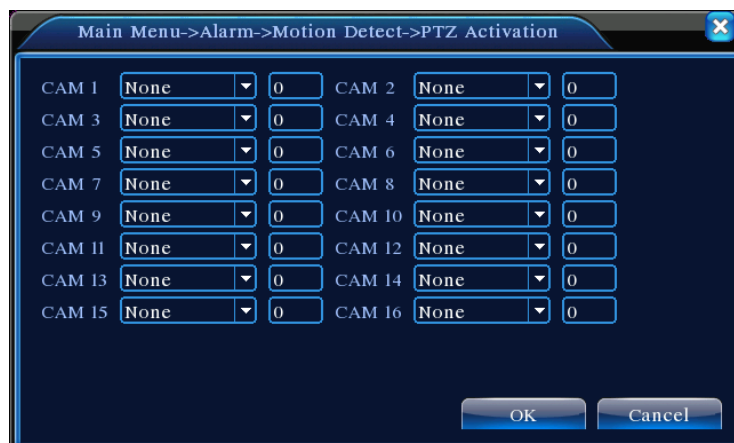 Main Menu->Alarm->Motion Detect->PTZ Activation
CAM 1 None 0 CAM 2 None 0
CAM 3 None 0 CAM 4 None 0
CAM 5 None 0 CAM 6 None 0
CAM 7 None 0 CAM 8 None 0
CAM 9 None 0 CAM 10 None 0
CAM 11 None 0 CAM 12 None 0
CAM 13 None 0 CAM 14 None 0
CAM 15 None 0 CAM 16 None 0
OK Cancel